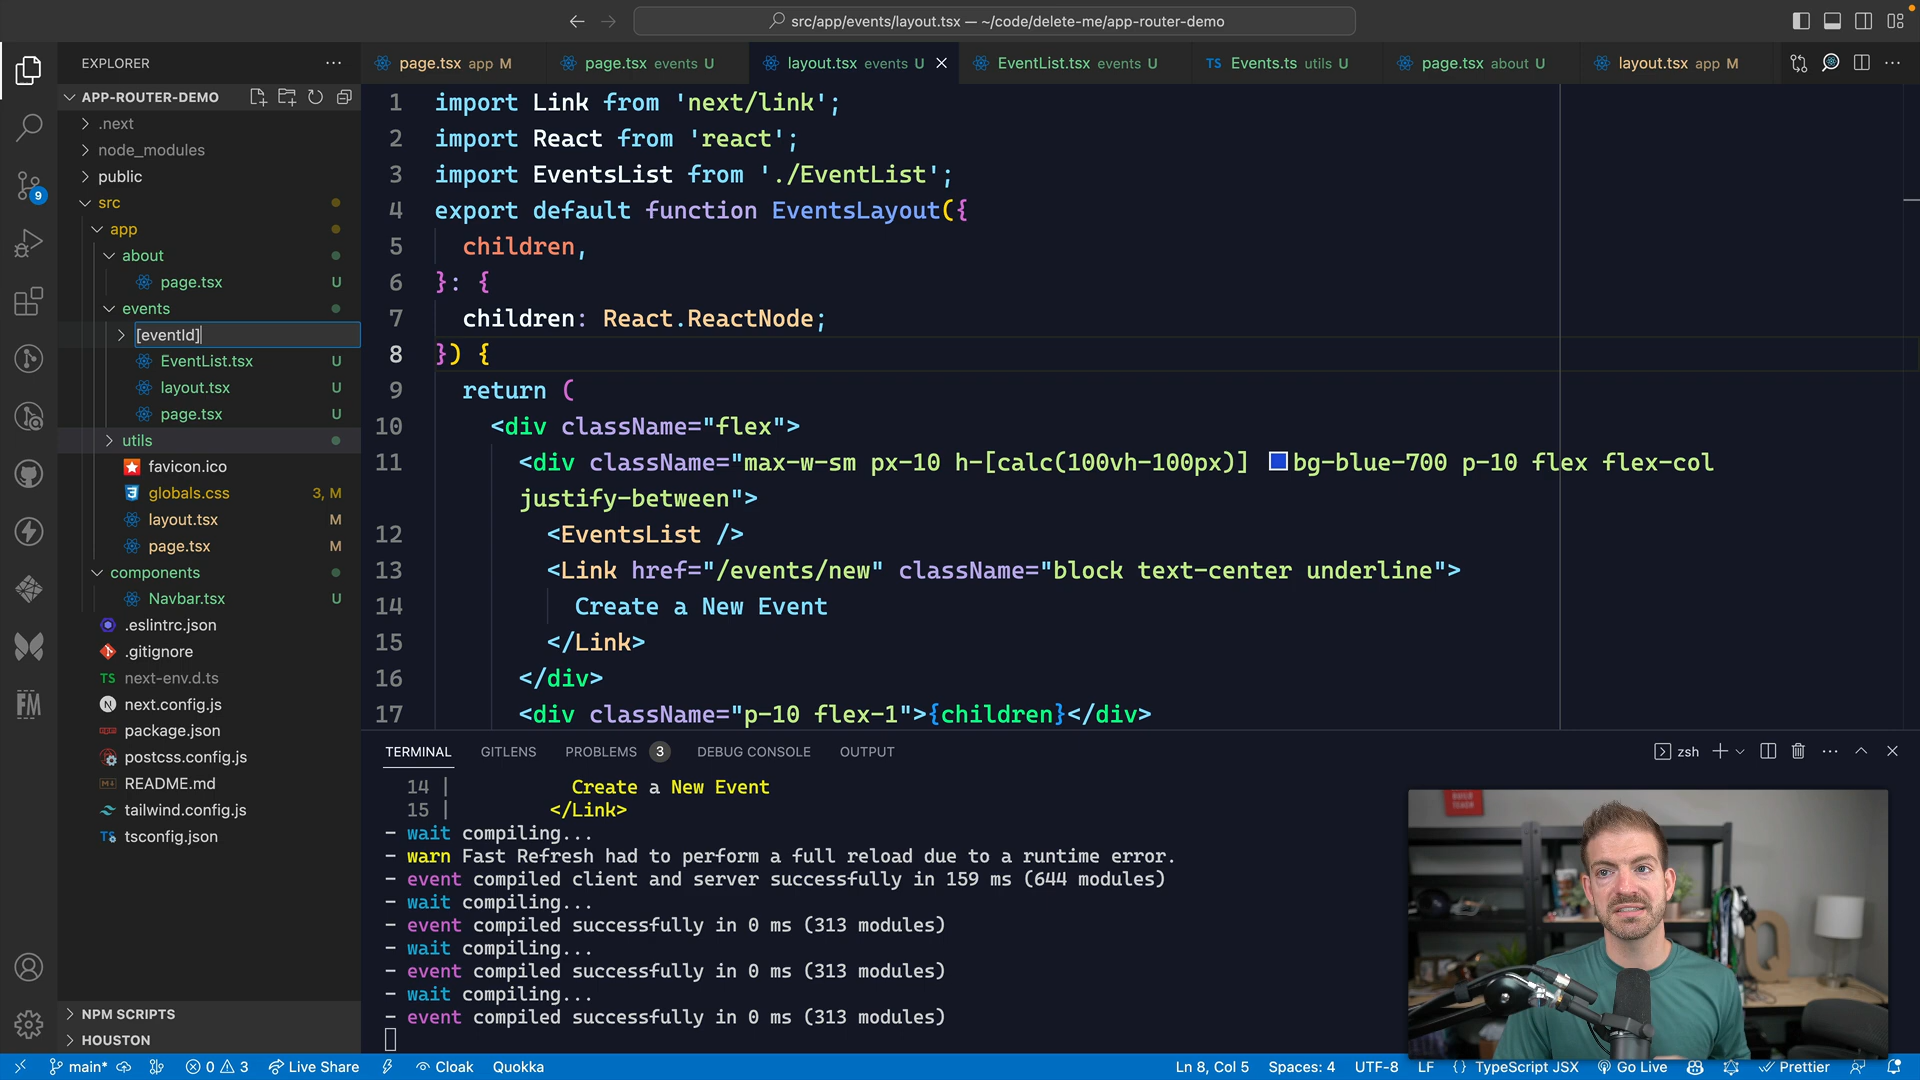 src/app/events/layout.tsx — ~/code/delete-me/app-router-demo
EXPLORER
page.tsx app M
page.tsx events U
layout.tsx events U
EventList.tsx events U
TS Events.ts utils U
page.tsx about U
layout.tsx app M
APP-ROUTER-DEMO
.next
node_modules
public
src
app
about
page.tsx U
events
[eventId]
EventList.tsx U
layout.tsx U
page.tsx U
utils
favicon.ico
globals.css 3, M
layout.tsx M
page.tsx M
components
Navbar.tsx U
.eslintrc.json
.gitignore
TS next-env.d.ts
next.config.js
package.json
postcss.config.js
README.md
tailwind.config.js
tsconfig.json
NPM SCRIPTS
HOUSTON
9
FM
1 import Link from 'next/link';
2 import React from 'react';
3 import EventsList from './EventList';
4 export default function EventsLayout({
5 children,
6 }: {
7 children: React.ReactNode;
8 }) {
9 return (
10 <div className="flex">
11 <div className="max-w-sm px-10 h-[calc(100vh-100px)] bg-blue-700 p-10 flex flex-col
justify-between">
12 <EventsList />
13 <Link href="/events/new" className="block text-center underline">
14 Create a New Event
15 </Link>
16 </div>
17 <div className="p-10 flex-1">{children}</div>
TERMINAL GITLENS PROBLEMS 3 DEBUG CONSOLE OUTPUT
zsh
14 | Create a New Event
15 | </Link>
- wait compiling...
- warn Fast Refresh had to perform a full reload due to a runtime error.
- event compiled client and server successfully in 159 ms (644 modules)
- wait compiling...
- event compiled successfully in 0 ms (313 modules)
- wait compiling...
- event compiled successfully in 0 ms (313 modules)
- wait compiling...
- event compiled successfully in 0 ms (313 modules)
main* 0 3 Live Share Cloak Quokka
Ln 8, Col 5 Spaces: 4 UTF-8 LF { } TypeScript JSX Go Live Prettier